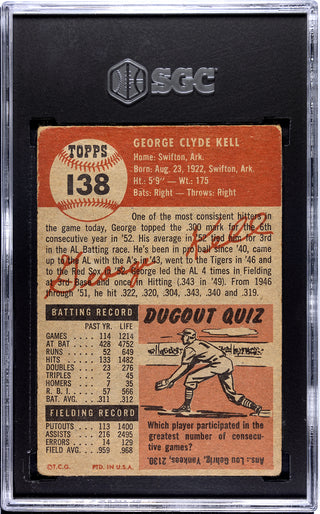 SGC
TOPPS
138
GEORGE CLYDE KELL
Home: Swifton, Ark.
Born: Aug. 23, 1922, Swifton, Ark.
Ht.: 5'9" — Wt.: 175
Bats: Right — Throws: Right
One of the most consistent hitters in
the game today, George topped the .300 mark for the 6th
consecutive year in '52. His average in '52 tied for 3rd
in the AL Batting race. He's been in pro ball since '40, came
up to the AL with the A's in '43, went to the Tigers in '46 and
to the Red Sox in '52. George led the AL 4 times in Fielding
in 3rd and once in Hitting (.343 in '49). From 1946
through '51, he hit .322, .320, .304, .343, .340 and .319.
George Kell
BATTING RECORD
PAST YR. LIFE
GAMES 114 1214
AT BAT 428 4752
RUNS 52 649
HITS 133 1482
DOUBLES 23 276
TRIPLES 2 45
HOMERS 7 35
R. B. I. 57 566
BAT. AVG. .311 .312
FIELDING RECORD
PUTOUTS 113 1400
ASSISTS 216 2495
ERRORS 14 129
FIELD AVG. .959 .968
DUGOUT QUIZ
Which player participated in the
greatest number of consecu-
tive games?
Ans.: Lou Gehrig, Yankees, 2130.
©T.C.G. PTD. IN U.S.A.